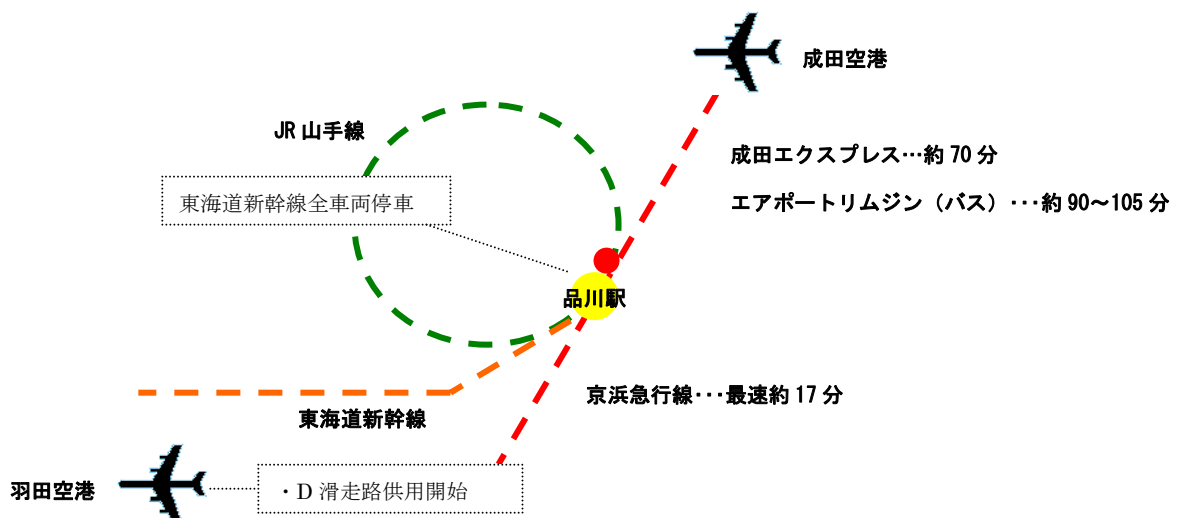 成田空港
JR 山手線
成田エクスプレス…約 70 分
東海道新幹線全車両停車
エアポートリムジン（バス）･･･約 90～105 分
品川駅
京浜急行線･･･最速約 17 分
東海道新幹線
羽田空港
・D 滑走路供用開始